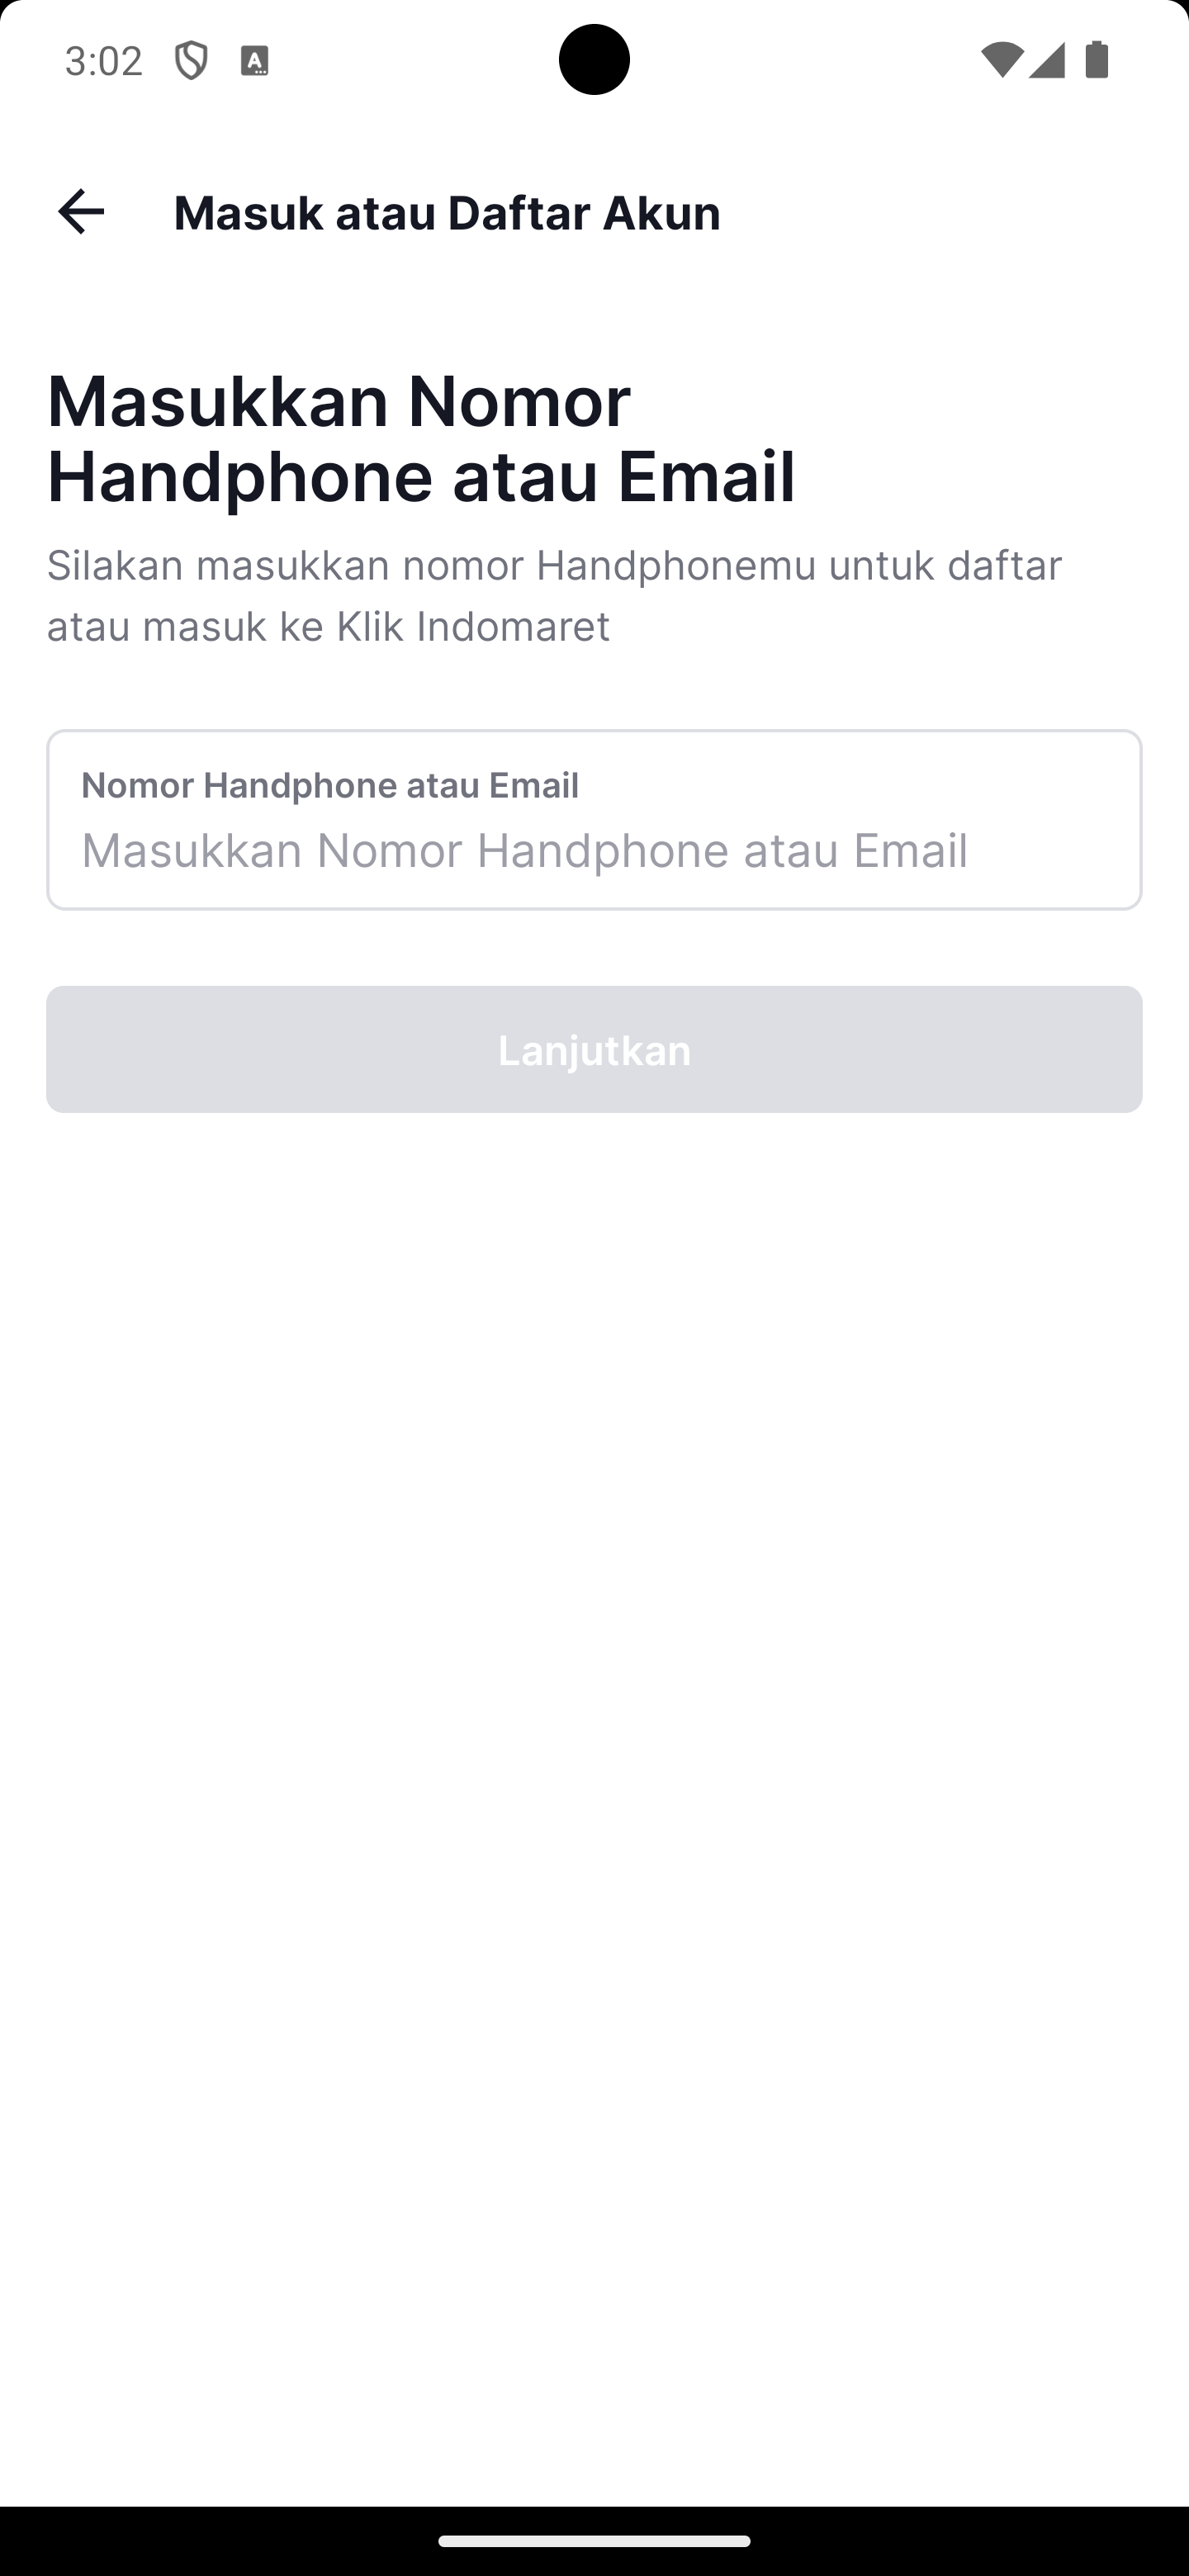 3:02
Masuk atau Daftar Akun
Masukkan Nomor
Handphone atau Email
Silakan masukkan nomor Handphonemu untuk daftar
atau masuk ke Klik Indomaret
Nomor Handphone atau Email
Masukkan Nomor Handphone atau Email
Lanjutkan